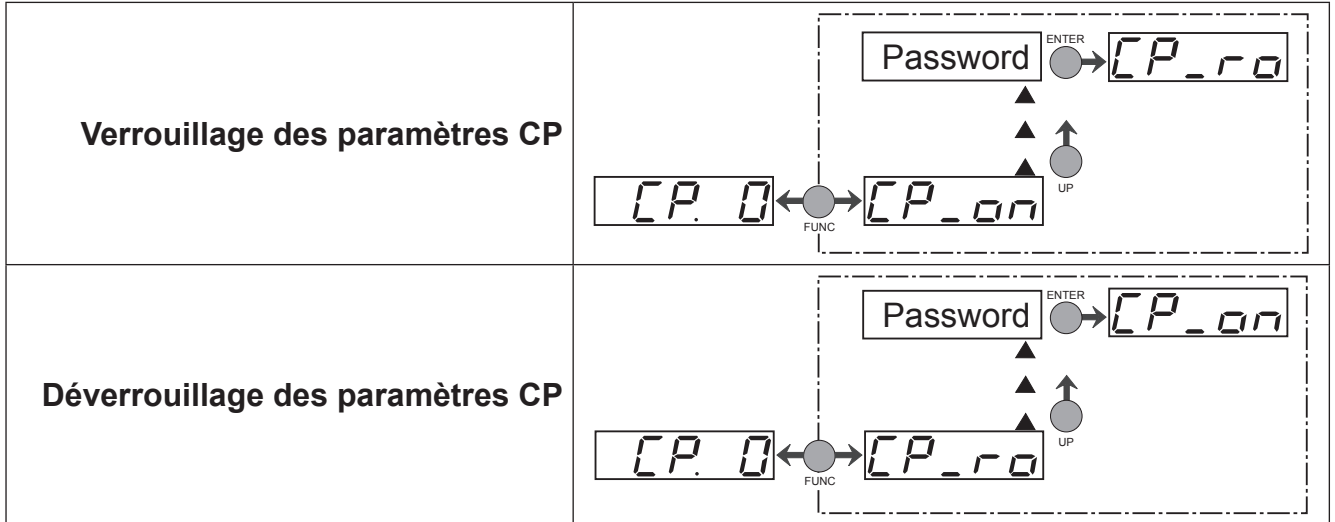 Verrouillage des paramètres CP
Password
ENTER
CP_ro
UP
CP. 0
FUNC
CP_on
Déverrouillage des paramètres CP
Password
ENTER
CP_on
UP
CP. 0
FUNC
CP_ro